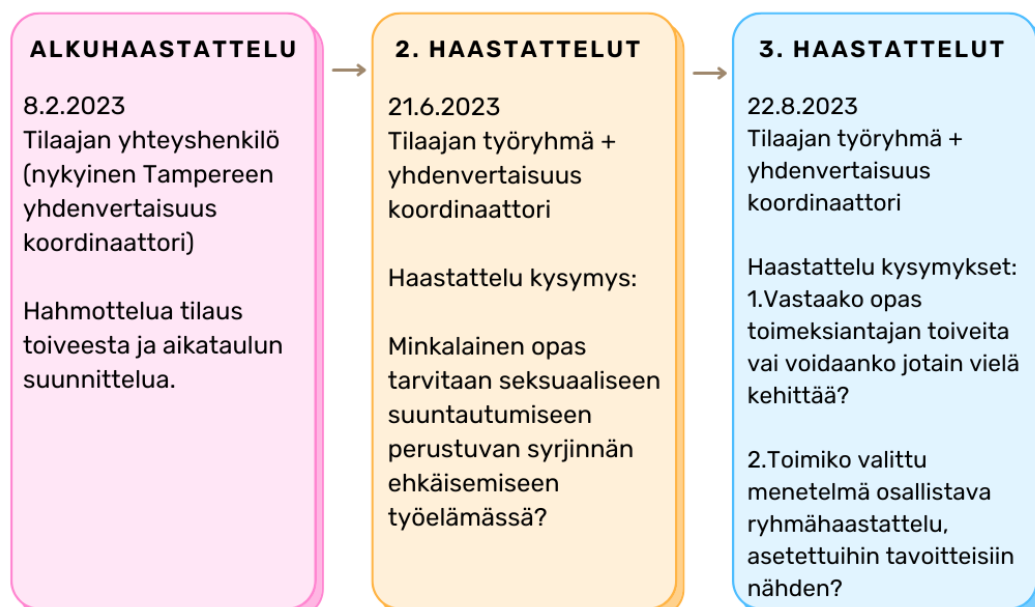 ALKUHAASTATTELU
8.2.2023
Tilaajan yhteyshenkilö
(nykyinen Tampereen
yhdenvertaisuus
koordinaattori)
Hahmottelua tilaus
toiveesta ja aikataulun
suunnittelua.
2. HAASTATTELUT
21.6.2023
Tilaajan työryhmä +
yhdenvertaisuus
koordinaattori
Haastattelu kysymys:
Minkalainen opas
tarvitaan seksuaaliseen
suuntautumiseen
perustuvan syrjinnän
ehkäisemiseen
työelämässä?
3. HAASTATTELUT
22.8.2023
Tilaajan työryhmä +
yhdenvertaisuus
koordinaattori
Haastattelu kysymykset:
1.Vastaako opas
toimeksiantajan toiveita
vai voidaanko jotain vielä
kehittää?
2.Toimiko valittu
menetelmä osallistava
ryhmähaastattelu,
asetettuihin tavoitteisiin
nähden?